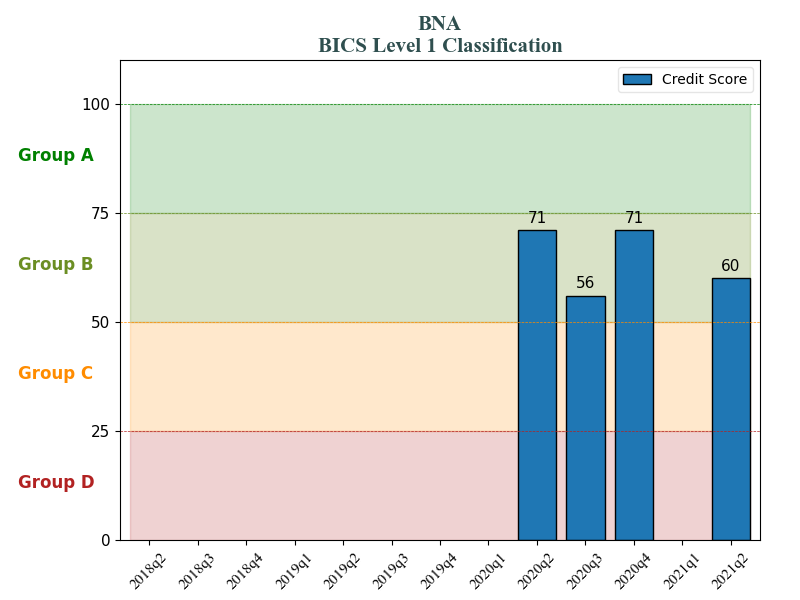 BNA
BICS Level 1 Classification
Credit Score
100
Group A
75
71
71
Group B
60
56
50
Group C
25
Group D
0
2018q2
2018q3
2018q4
2019q1
2019q2
2019q3
2019q4
2020q1
2020q2
2020q3
2020q4
2021q1
2021q2